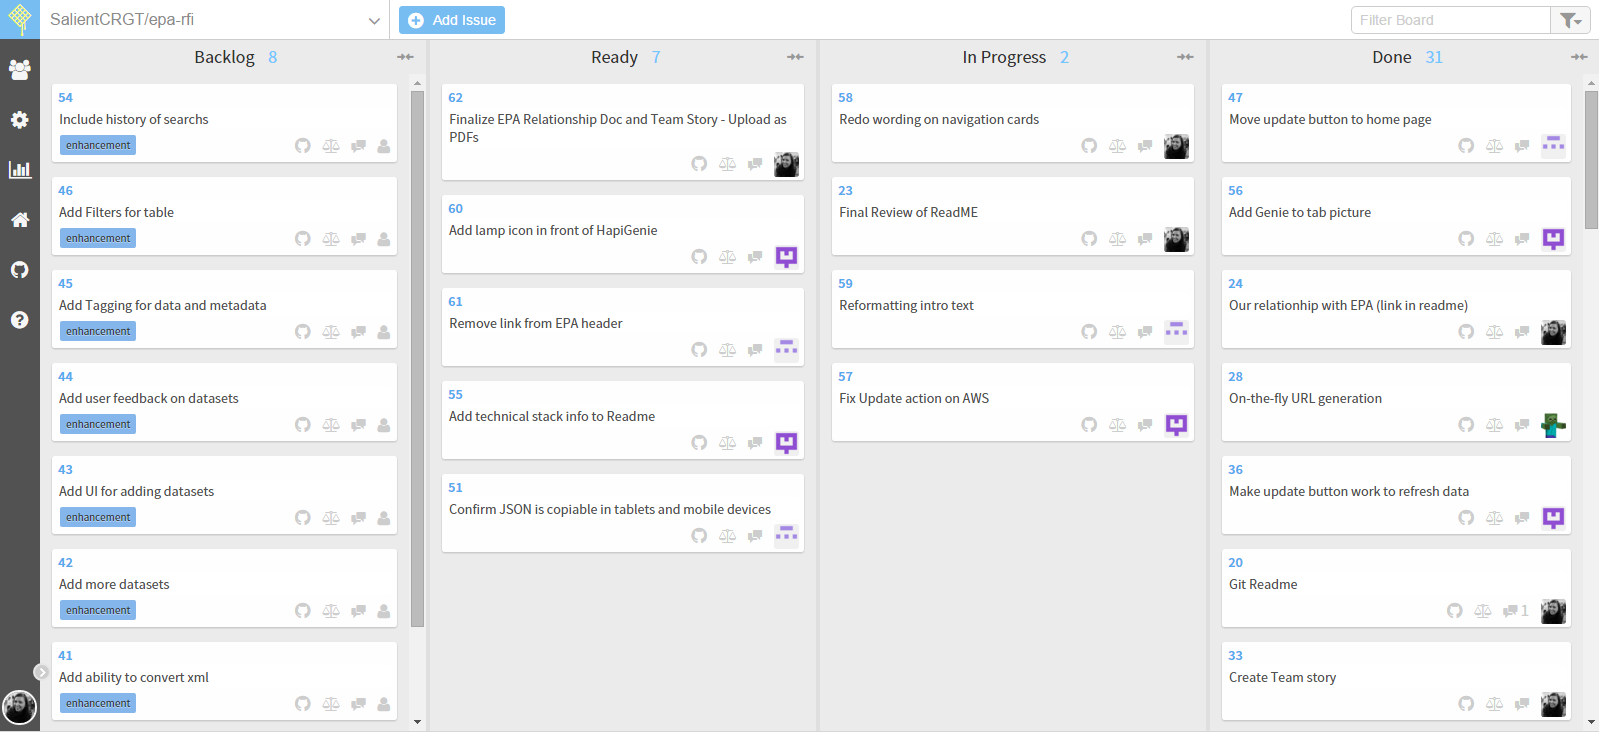 SalientCRGT/epa-rfi
Add Issue
Filter Board
Backlog 8
54
Include history of searchs
enhancement
46
Add Filters for table
enhancement
45
Add Tagging for data and metadata
enhancement
44
Add user feedback on datasets
enhancement
43
Add UI for adding datasets
enhancement
42
Add more datasets
enhancement
41
Add ability to convert xml
enhancement
Ready 7
62
Finalize EPA Relationship Doc and Team Story - Upload as
PDFs
60
Add lamp icon in front of HapiGenie
61
Remove link from EPA header
55
Add technical stack info to Readme
51
Confirm JSON is copiable in tablets and mobile devices
In Progress 2
58
Redo wording on navigation cards
23
Final Review of ReadME
59
Reformatting intro text
57
Fix Update action on AWS
Done 31
47
Move update button to home page
56
Add Genie to tab picture
24
Our relationhip with EPA (link in readme)
28
On-the-fly URL generation
36
Make update button work to refresh data
20
Git Readme
1
33
Create Team story